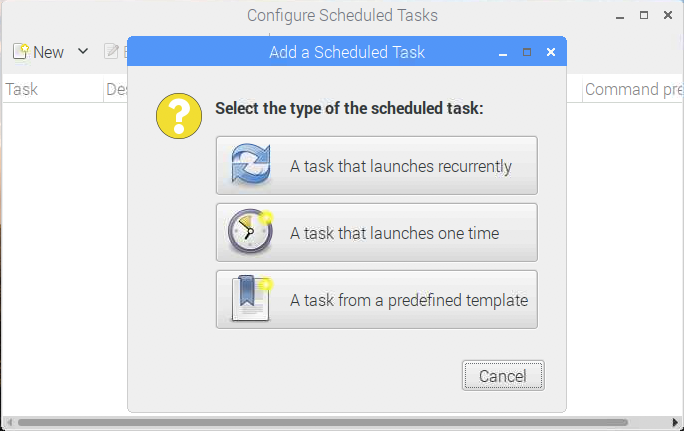 Configure Scheduled Tasks
New
Add a Scheduled Task
Task
Command pre
Select the type of the scheduled task:
A task that launches recurrently
A task that launches one time
A task from a predefined template
Cancel